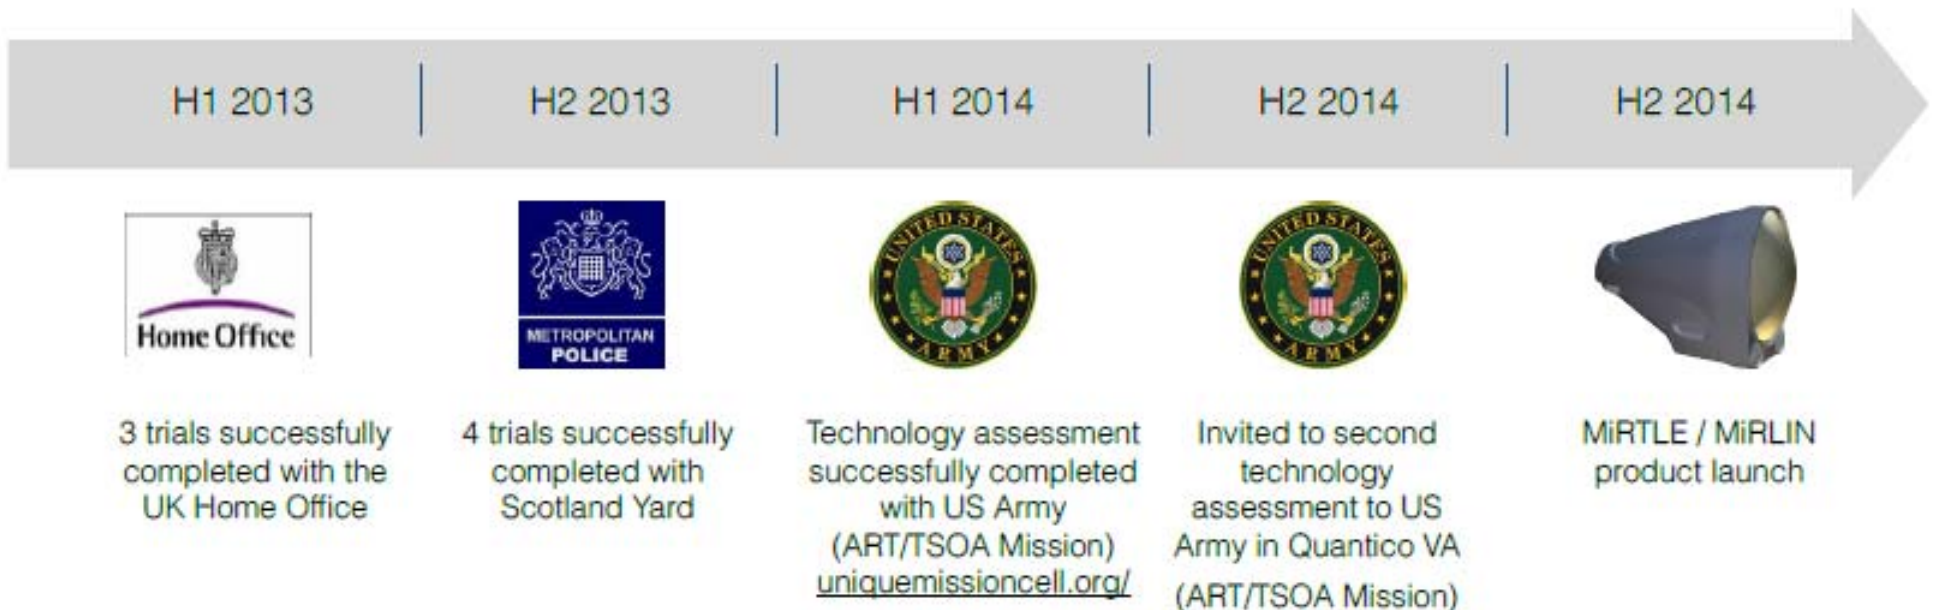 H1 2013
H2 2013
H1 2014
H2 2014
H2 2014
Home Office
METROPOLITAN
POLICE
UNITED STATES
ARMY
UNITED STATES
ARMY
3 trials successfully
completed with the
UK Home Office
4 trials successfully
completed with
Scotland Yard
Technology assessment
successfully completed
with US Army
(ART/TSOA Mission)
uniquemissioncell.org/
Invited to second
technology
assessment to US
Army in Quantico VA
(ART/TSOA Mission)
MiRTLE / MiRLIN
product launch